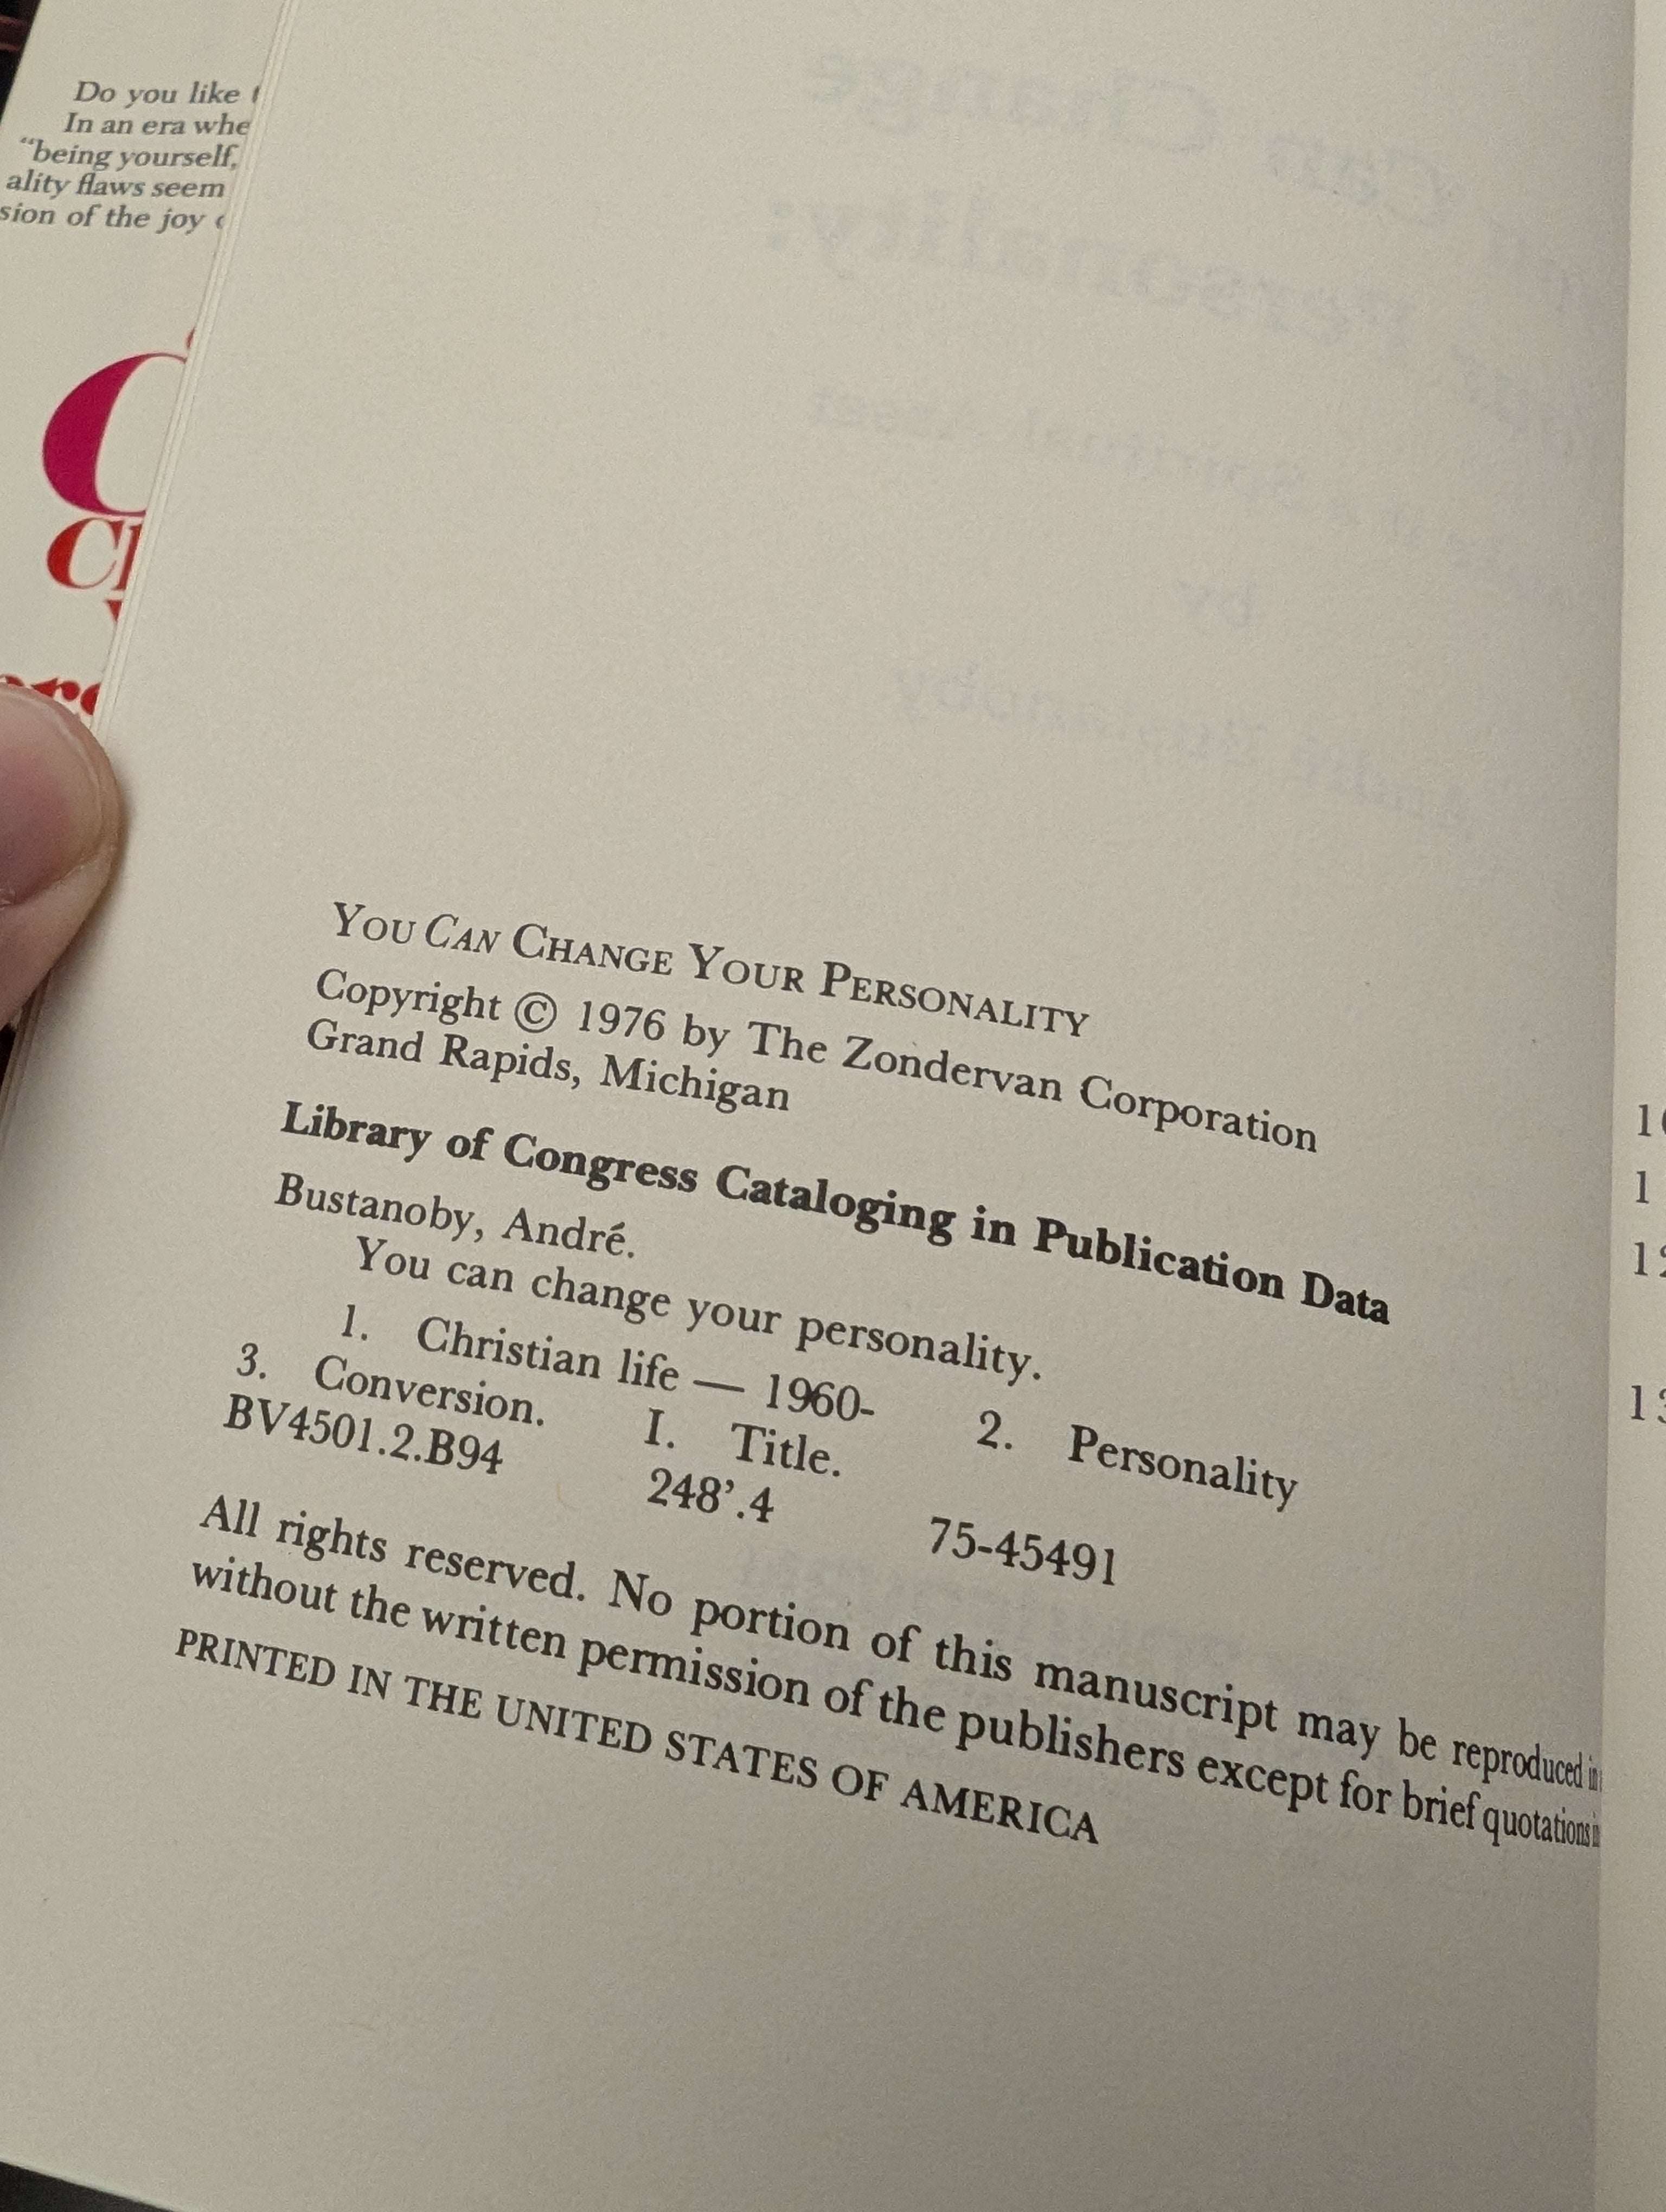 Do you like
In an era whe
“being yourself,
ality flaws seem
sion of the joy
C
Ch
YOU CAN CHANGE YOUR PERSONALITY
Copyright © 1976 by The Zondervan Corporation
Grand Rapids, Michigan
Library of Congress Cataloging in Publication Data
Bustanoby, André.
You can change your personality.
1. Christian life — 1960- 2. Personality
3. Conversion. I. Title.
BV4501.2.B94 248’.4 75-45491
All rights reserved. No portion of this manuscript may be reproduced in
without the written permission of the publishers except for brief quotations
PRINTED IN THE UNITED STATES OF AMERICA